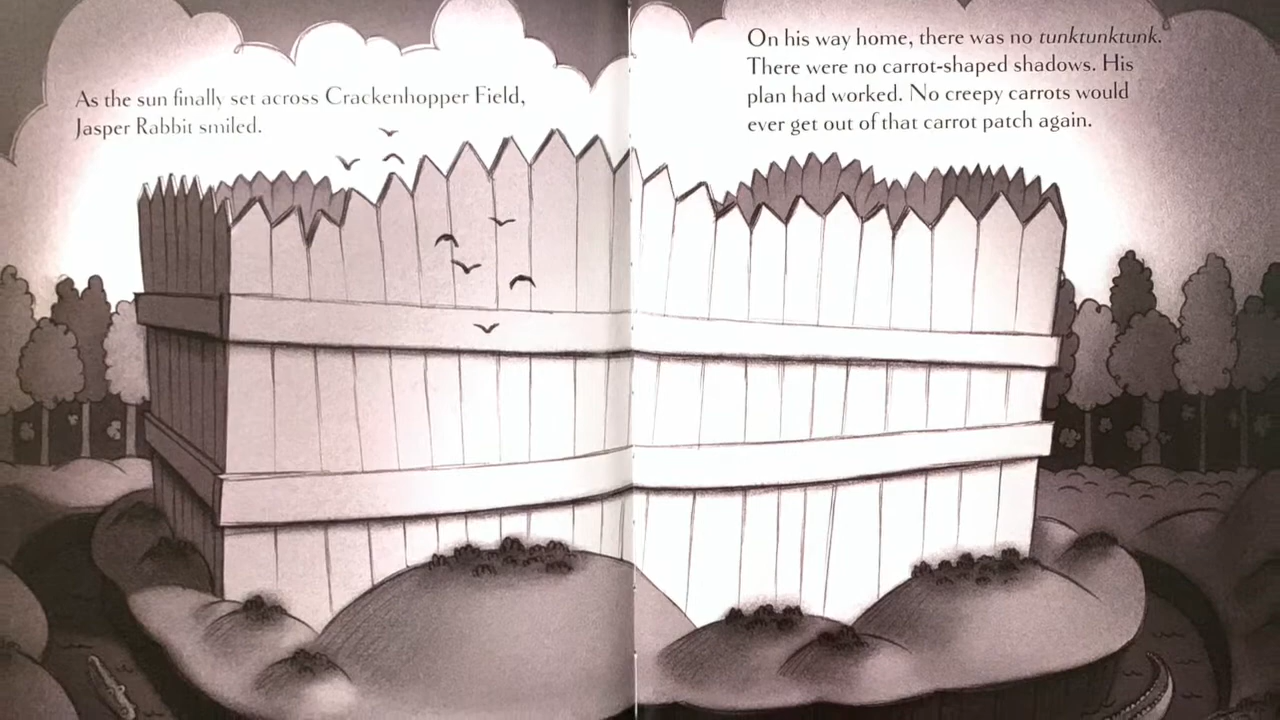 As the sun finally set across Crackenhopper Field,
Jasper Rabbit smiled.
On his way home, there was no tunktunktunk.
There were no carrot-shaped shadows. His
plan had worked. No creepy carrots would
ever get out of that carrot patch again.